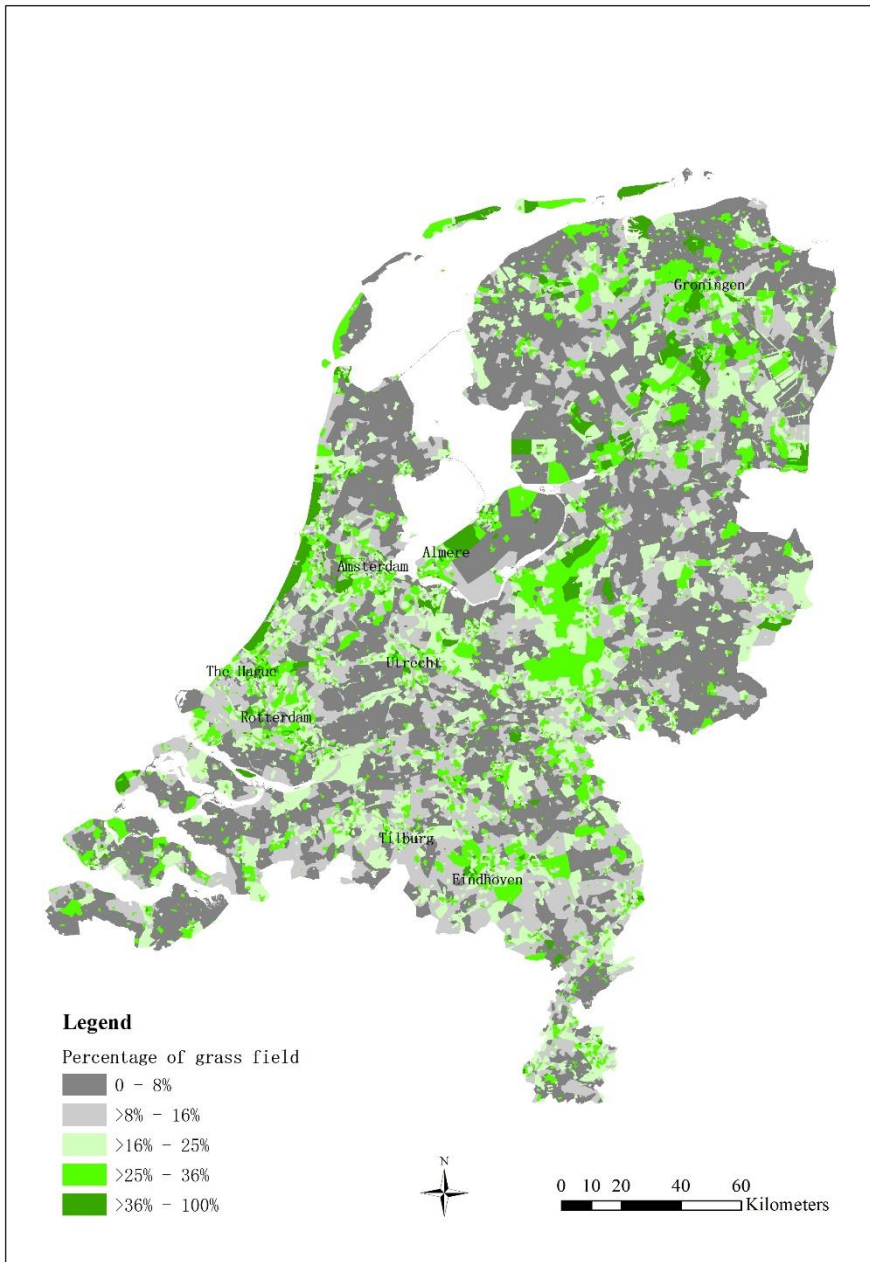 Groningen
Almere
Amsterdam
Utrecht
The Hague
Rotterdam
Tilburg
Eindhoven
Legend
Percentage of grass field
0 - 8%
>8% - 16%
>16% - 25%
>25% - 36%
>36% - 100%
N
0 10 20 40 60
Kilometers